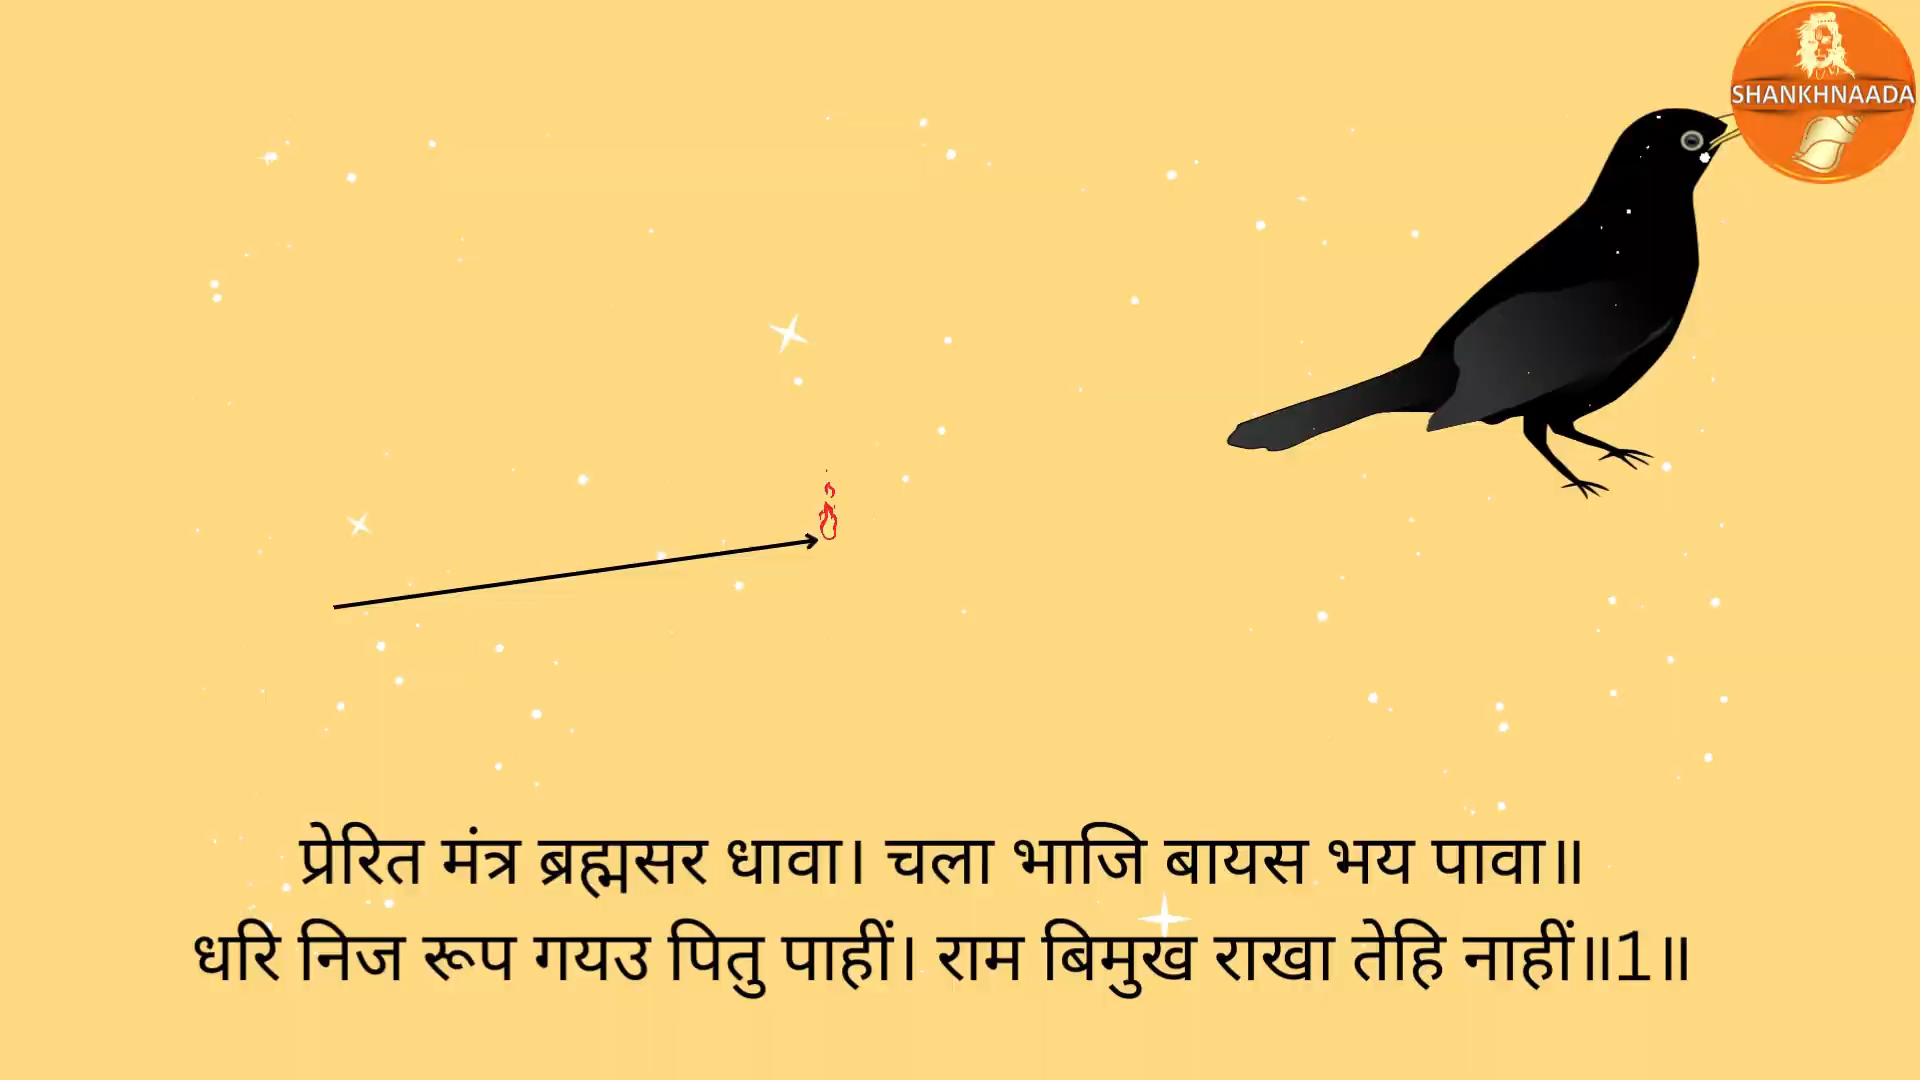 SHANKHNAADA
प्रेरित मंत्र ब्रह्मसर धावा। चला भाजि बायस भय पावा॥
धरि निज रूप गयउ पितु पाहीं। राम बिमुख राखा तेहि नाहीं॥1॥